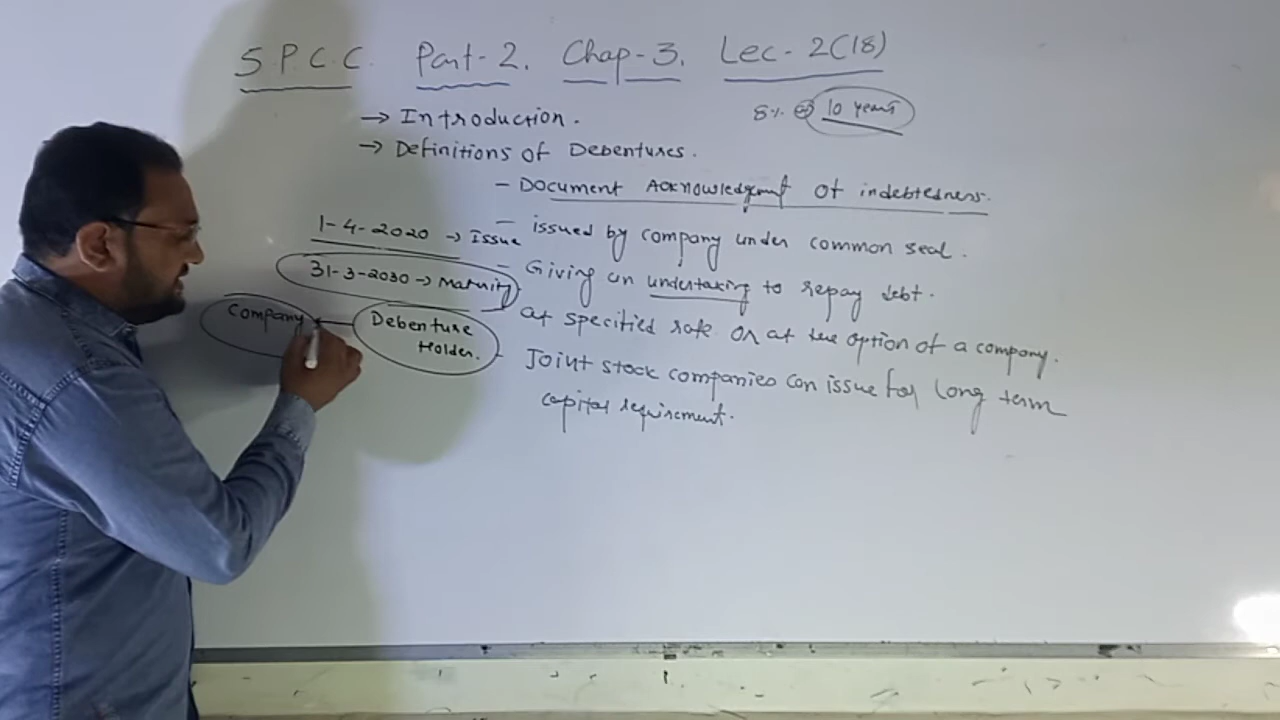 S.P.C.C. Part-2. Chap-3. Lec-2(18)
→ Introduction.
8% 10 years
→ Definitions of Debentures.
- Document Acknowledgment of indebtedness.
1-4-2020 → Issue
- issued by company under common seal.
31-3-2030 → Maturity
- Giving an undertaking to repay debt.
- at specified rate or at the option of a company.
Company
Debenture
Holder.
- Joint stock companies can issue for long term
capital requirement.